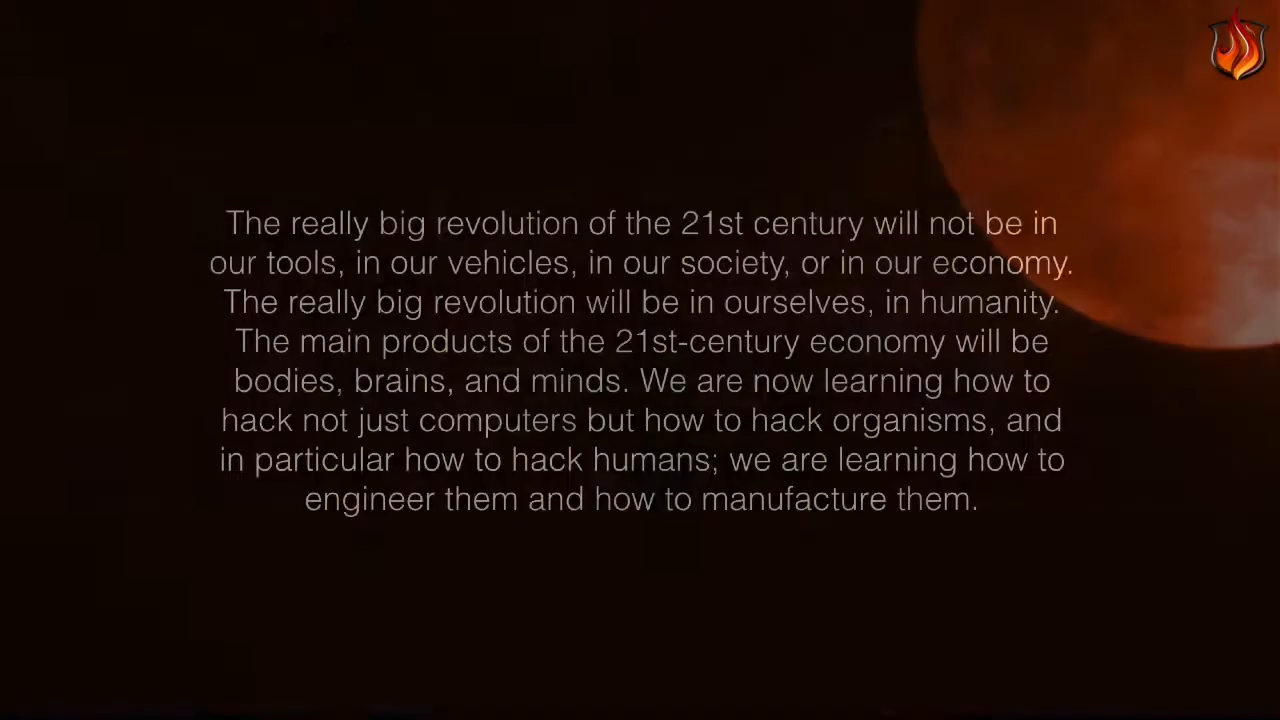 The really big revolution of the 21st century will not be in
our tools, in our vehicles, in our society, or in our economy.
The really big revolution will be in ourselves, in humanity.
The main products of the 21st-century economy will be
bodies, brains, and minds. We are now learning how to
hack not just computers but how to hack organisms, and
in particular how to hack humans; we are learning how to
engineer them and how to manufacture them.